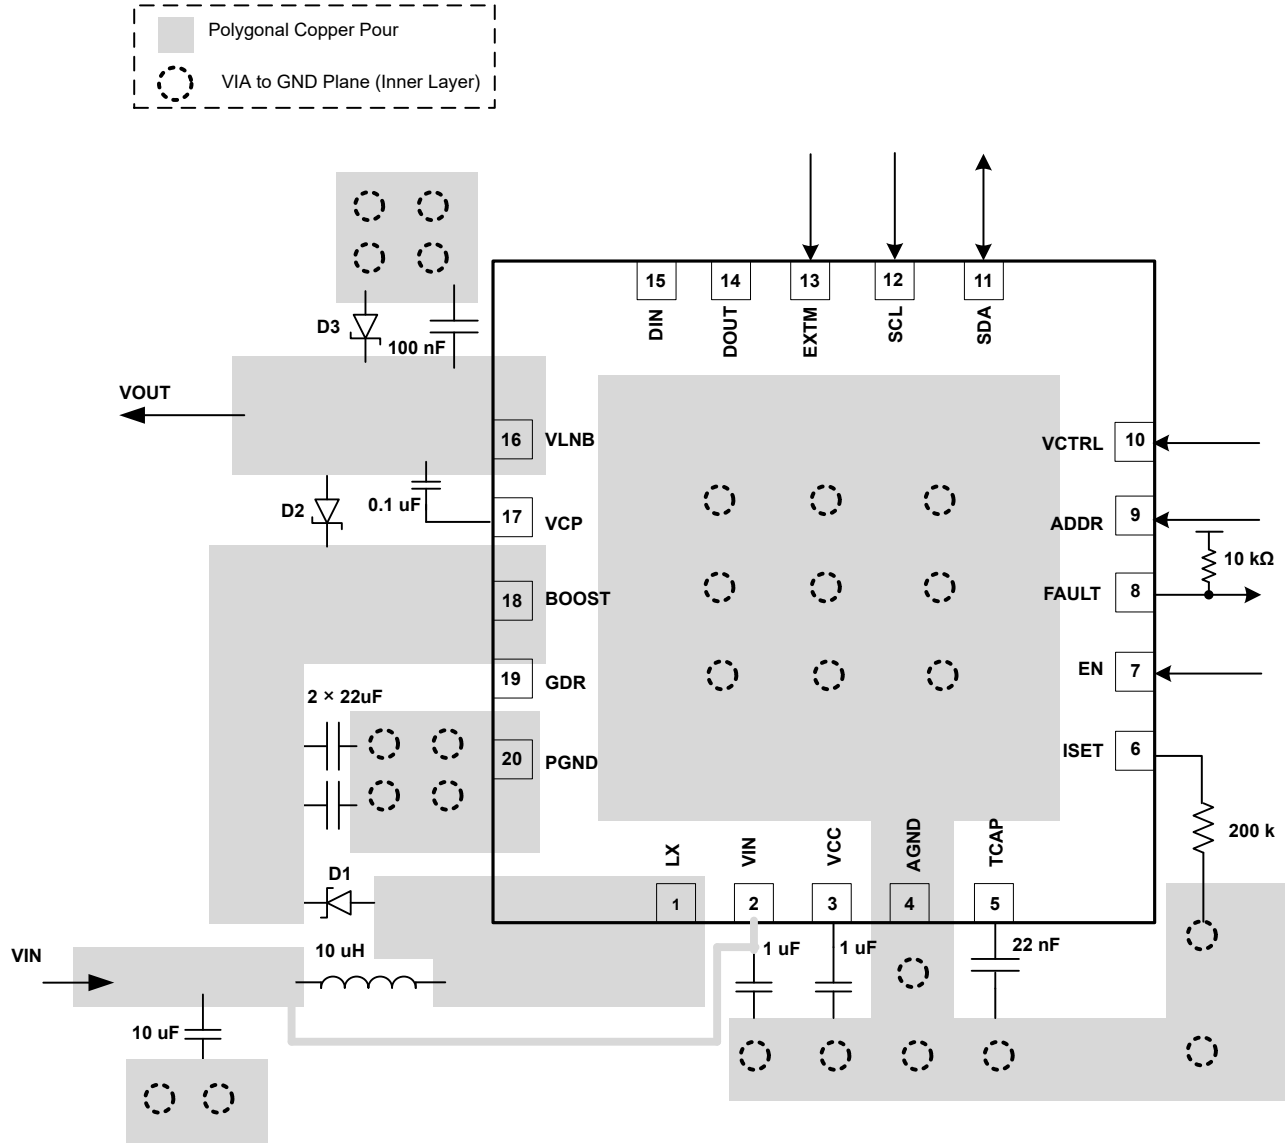 Polygonal Copper Pour
VIA to GND Plane (Inner Layer)
15
14
13
12
11
DIN
DOUT
EXTM
SCL
SDA
D3
100 nF
VOUT
16
VLNB
VCTRL
10
D2
0.1 uF
17
VCP
ADDR
9
10 kΩ
18
BOOST
FAULT
8
19
GDR
EN
7
2 × 22uF
20
PGND
ISET
6
200 k
LX
VIN
VCC
AGND
TCAP
D1
1
2
3
4
5
VIN
10 uH
1 uF
1 uF
22 nF
10 uF